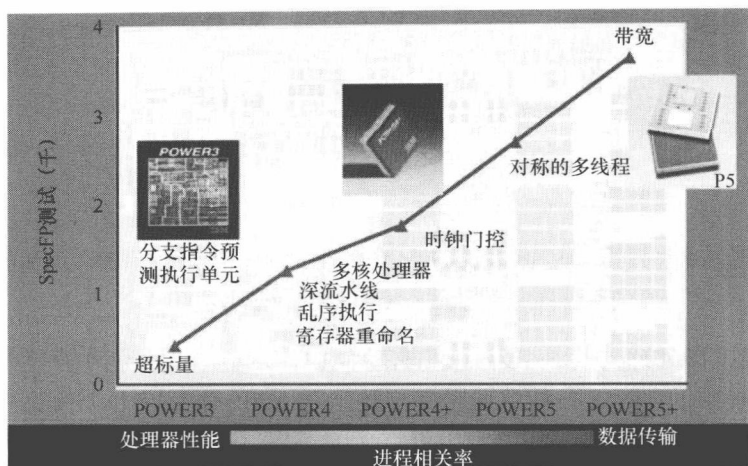 4
带宽
3
POWER3
对称的多线程
P5
SpecFP测试（千）
2
分支指令预
测执行单元
时钟门控
多核处理器
1
深流水线
乱序执行
寄存器重命名
超标量
0
POWER3 POWER4 POWER4+ POWER5 POWER5+
处理器性能 数据传输
进程相关率